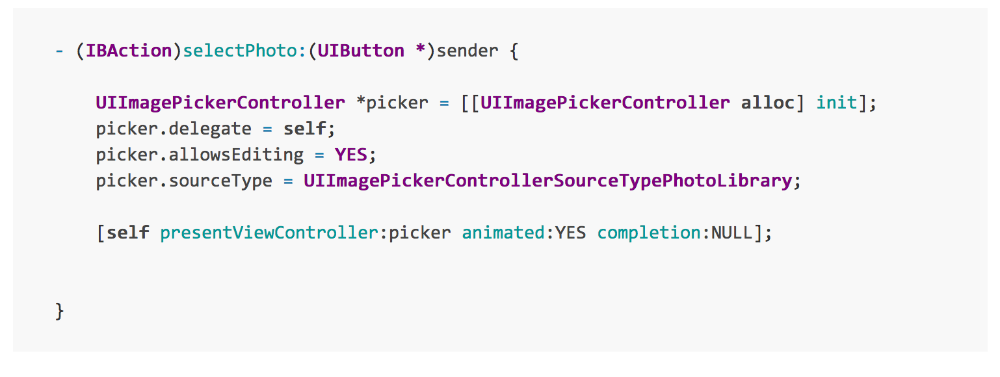 - (IBAction)selectPhoto:(UIButton *)sender {
UIImagePickerController *picker = [[UIImagePickerController alloc] init];
picker.delegate = self;
picker.allowsEditing = YES;
picker.sourceType = UIImagePickerControllerSourceTypePhotoLibrary;
[self presentViewController:picker animated:YES completion:NULL];
}